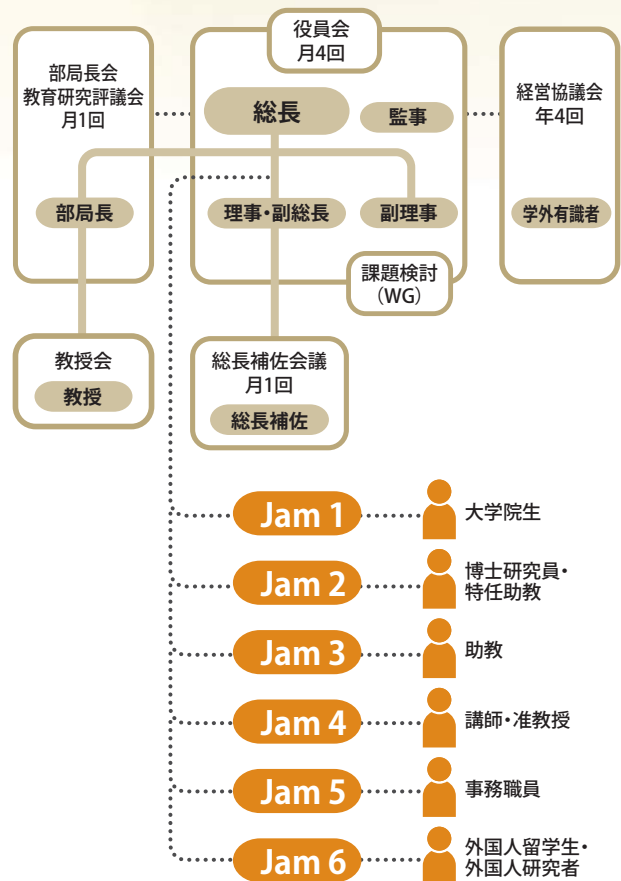 役員会
月4回
部局長会
教育研究評議会
月1回
総長
監事
経営協議会
年4回
部局長
理事・副総長
副理事
学外有識者
課題検討
（WG）
教授会
教授
総長補佐会議
月1回
総長補佐
Jam 1
大学院生
Jam 2
博士研究員・
特任助教
Jam 3
助教
Jam 4
講師・准教授
Jam 5
事務職員
Jam 6
外国人留学生・
外国人研究者